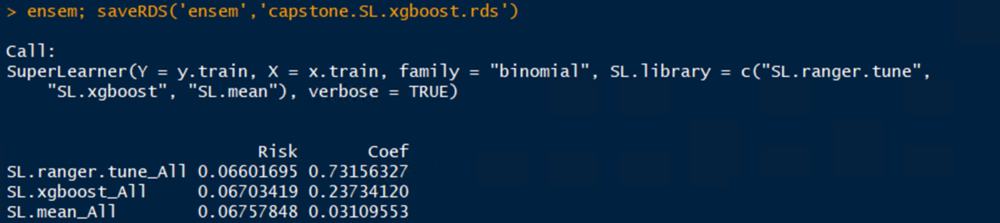 > ensem; saveRDS('ensem','capstone.SL.xgboost.rds')
Call:
SuperLearner(Y = y.train, X = x.train, family = "binomial", SL.library = c("SL.ranger.tune",
"SL.xgboost", "SL.mean"), verbose = TRUE)
Risk Coef
SL.ranger.tune_All 0.06601695 0.73156327
SL.xgboost_All 0.06703419 0.23734120
SL.mean_All 0.06757848 0.03109553